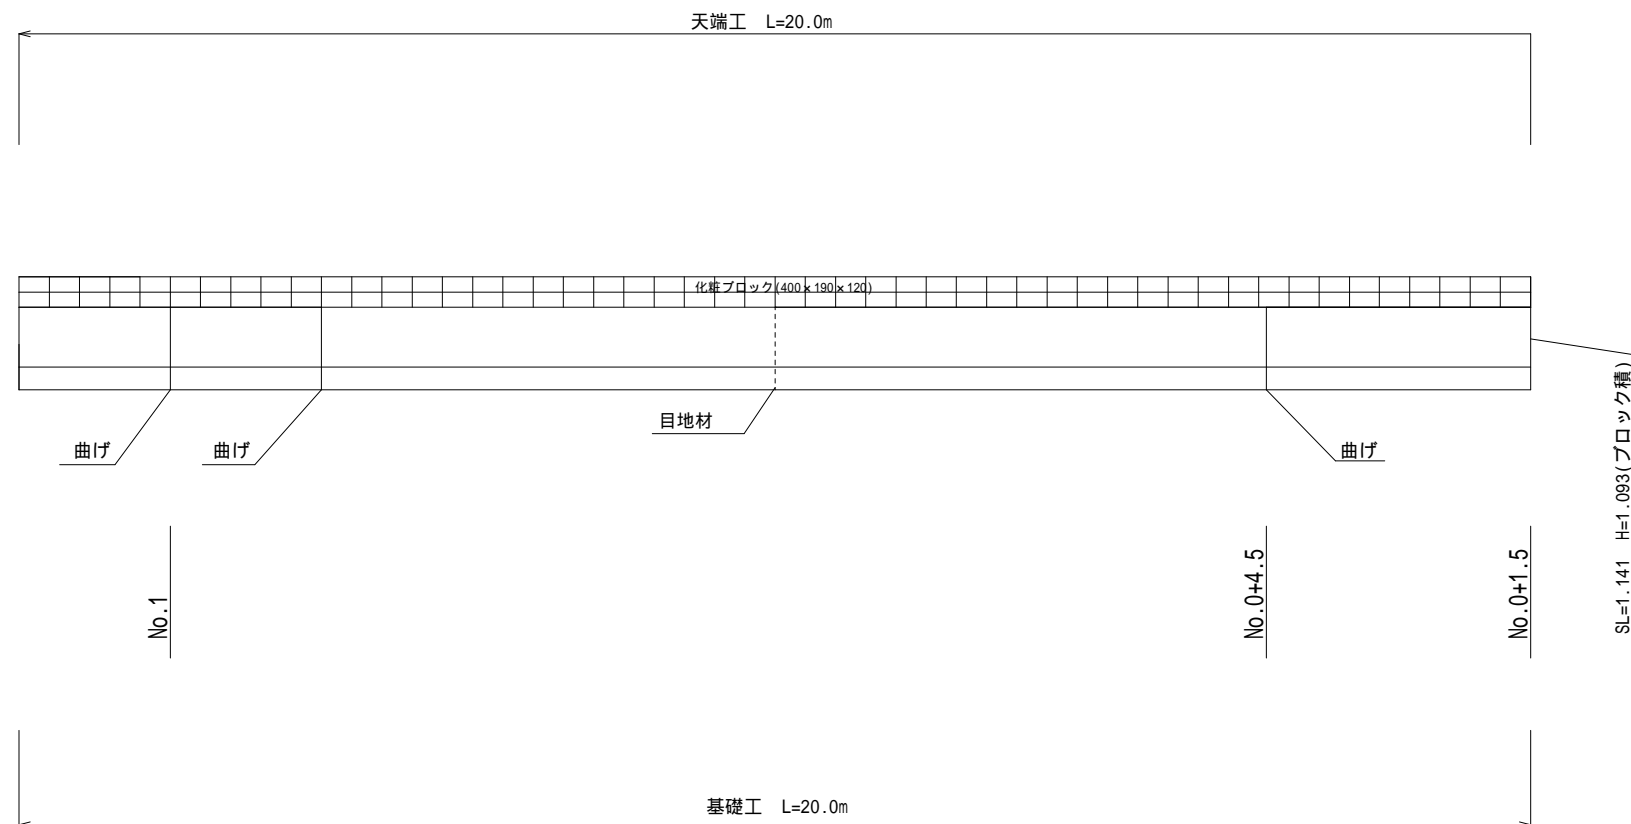 天端工　L=20.0m
化粧ブロック(400×190×120)
目地材
曲げ
曲げ
曲げ
SL=1.141　H=1.093(ブロック積)
No.1
No.0+4.5
No.0+1.5
基礎工　L=20.0m